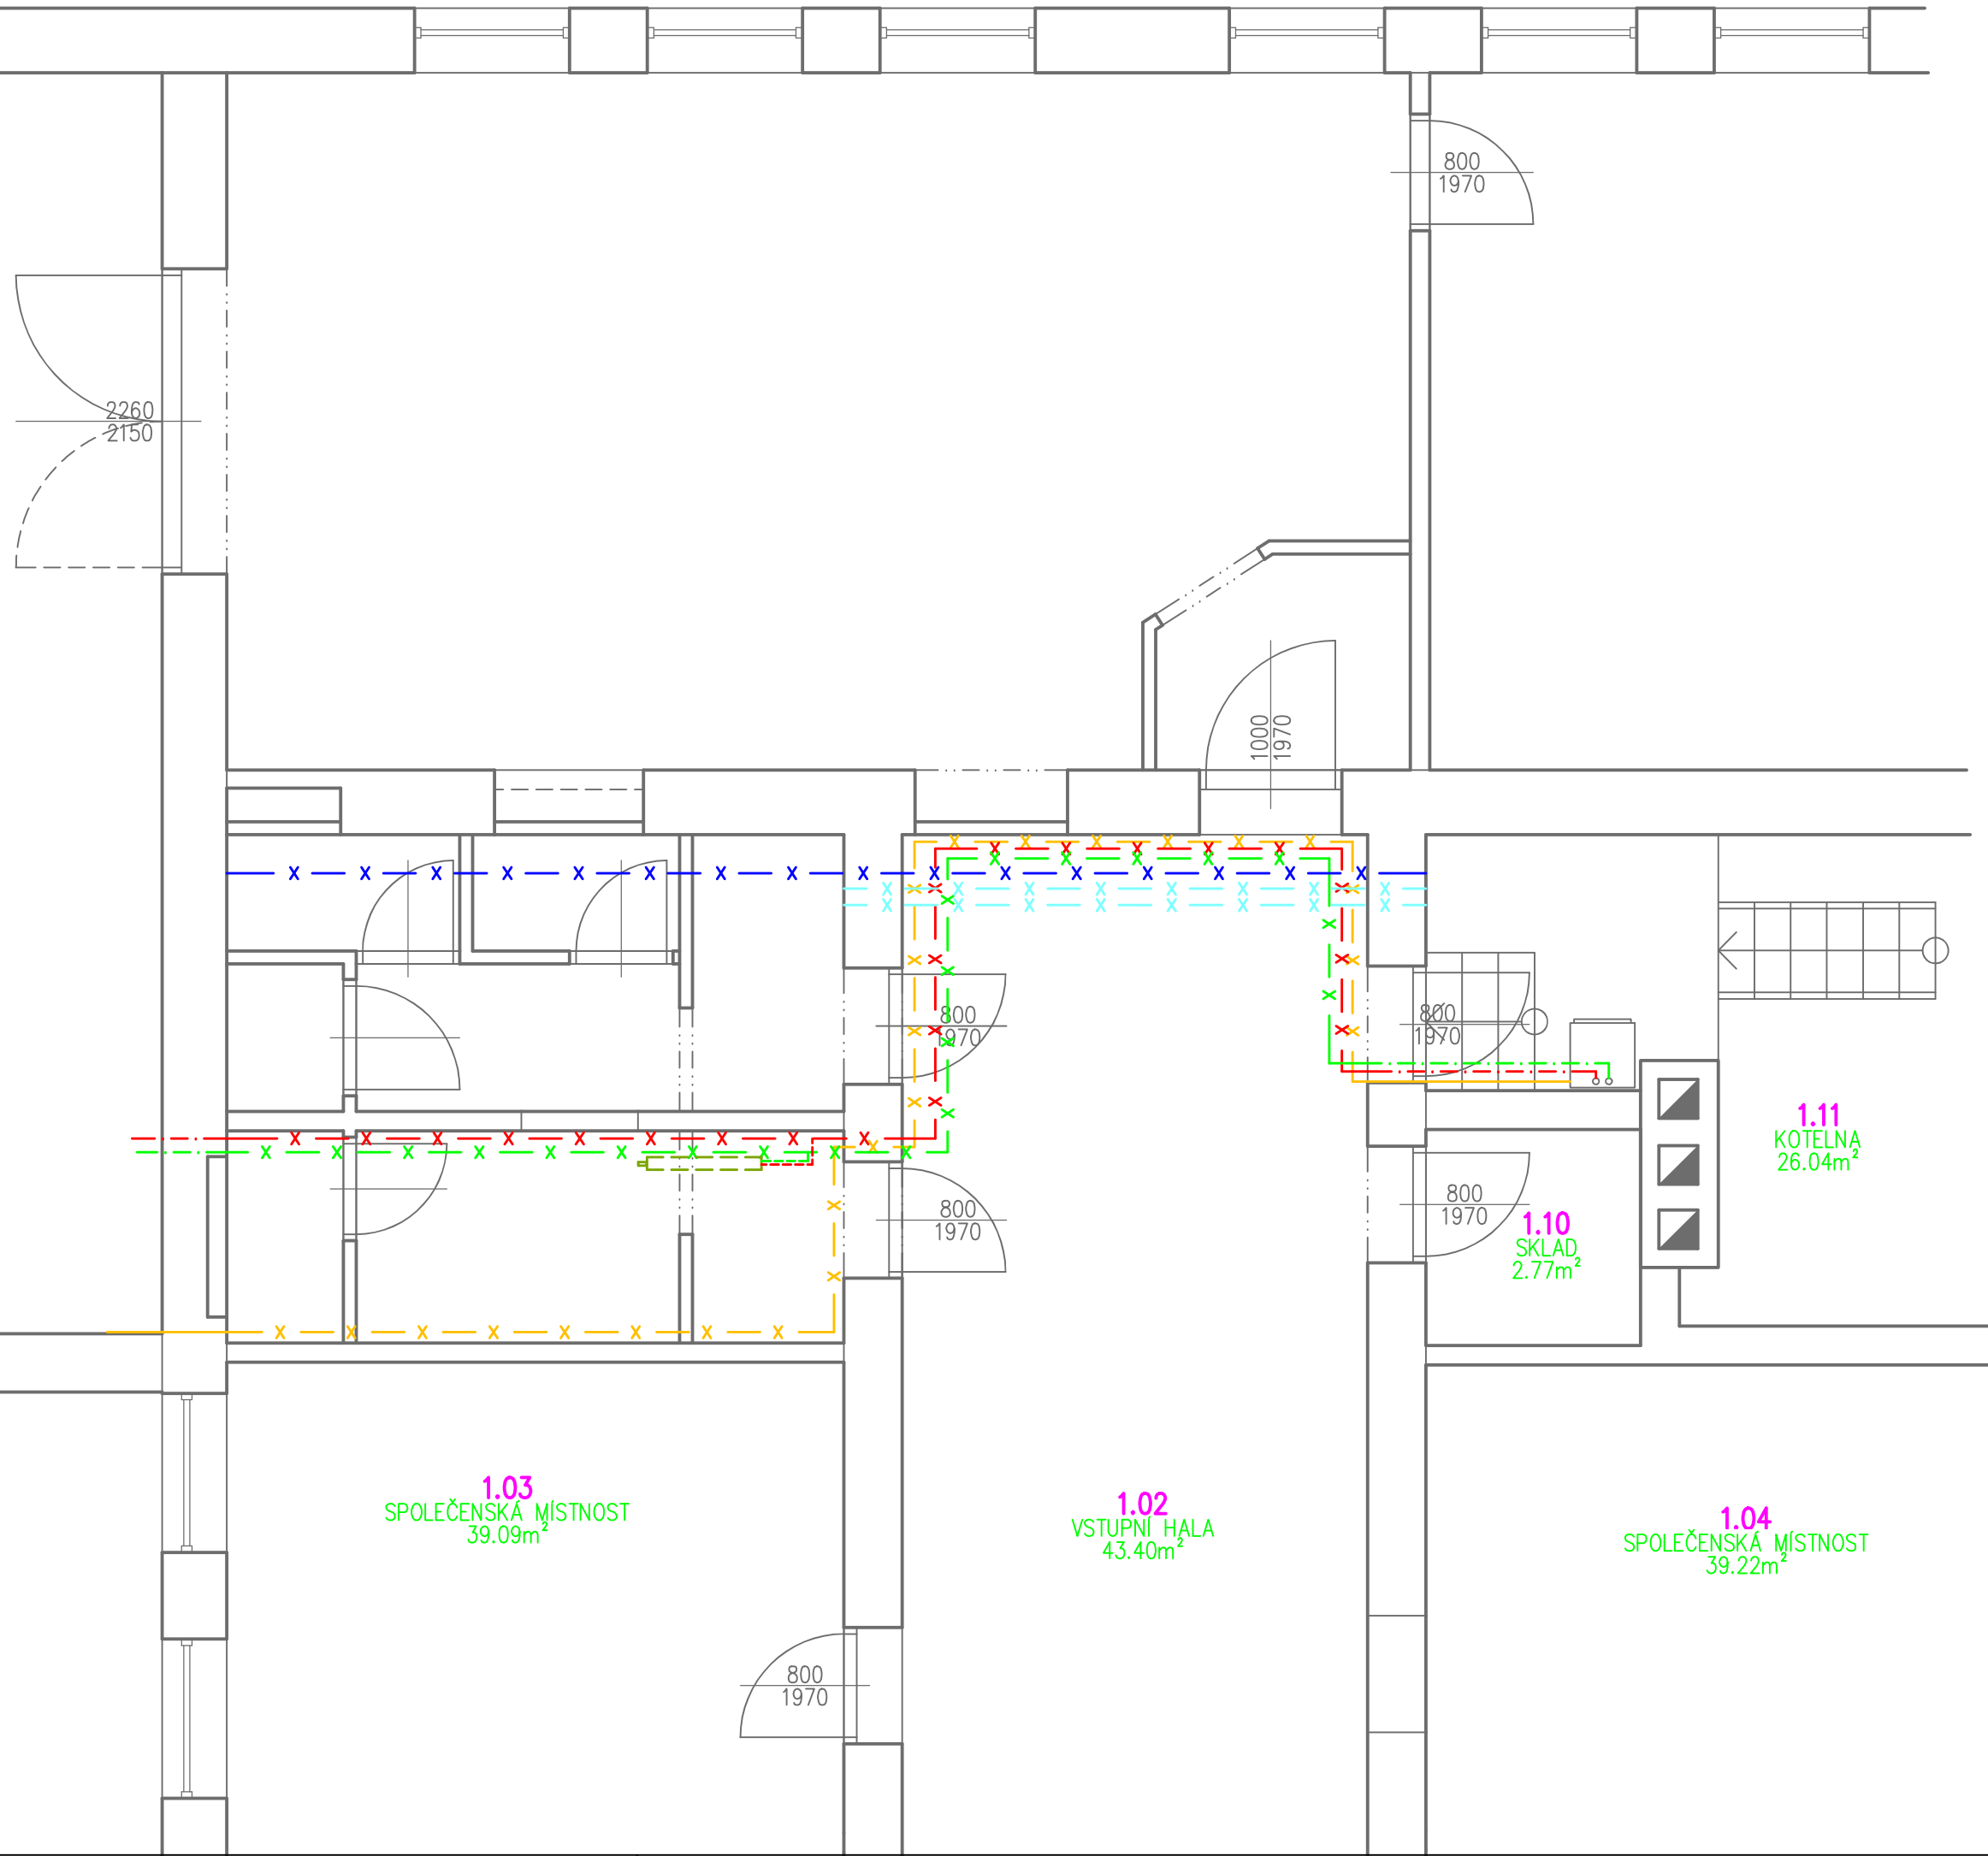 800
1970
2260
2150
1000
1970
800
1970
800
1970
1.11
KOTELNA
26.04m²
800
1970
800
1970
1.10
SKLAD
2.77m²
1.03
SPOLEČENSKÁ MÍSTNOST
39.09m²
1.02
VSTUPNÍ HALA
43.40m²
1.04
SPOLEČENSKÁ MÍSTNOST
39.22m²
800
1970